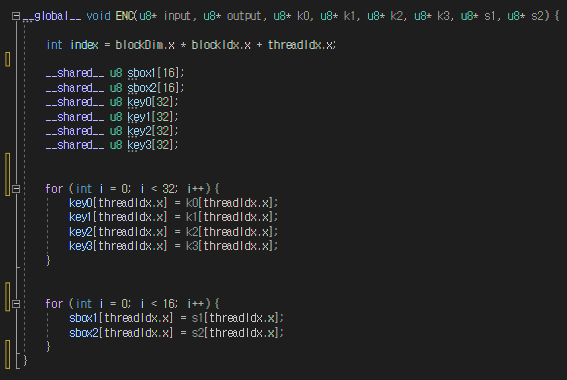 __global__ void ENC(u8* input, u8* output, u8* k0, u8* k1, u8* k2, u8* k3, u8* s1, u8* s2) {
int index = blockDim.x * blockIdx.x + threadIdx.x;
__shared__ u8 sbox1[16];
__shared__ u8 sbox2[16];
__shared__ u8 key0[32];
__shared__ u8 key1[32];
__shared__ u8 key2[32];
__shared__ u8 key3[32];
for (int i = 0; i < 32; i++) {
key0[threadIdx.x] = k0[threadIdx.x];
key1[threadIdx.x] = k1[threadIdx.x];
key2[threadIdx.x] = k2[threadIdx.x];
key3[threadIdx.x] = k3[threadIdx.x];
}
for (int i = 0; i < 16; i++) {
sbox1[threadIdx.x] = s1[threadIdx.x];
sbox2[threadIdx.x] = s2[threadIdx.x];
}
}